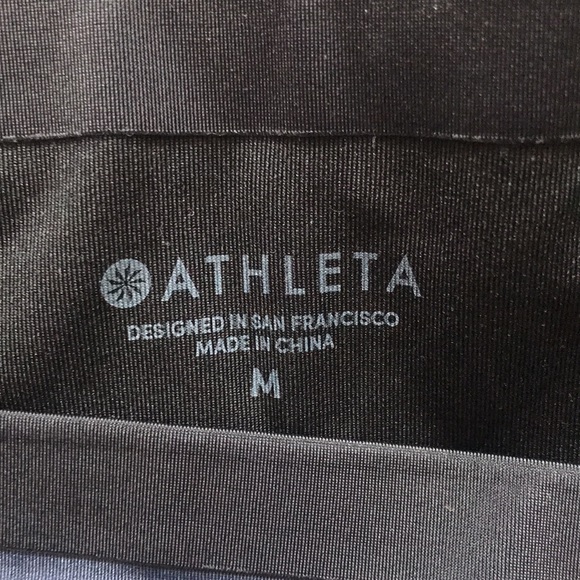 ATHLETA
DESIGNED IN SAN FRANCISCO
MADE IN CHINA
M